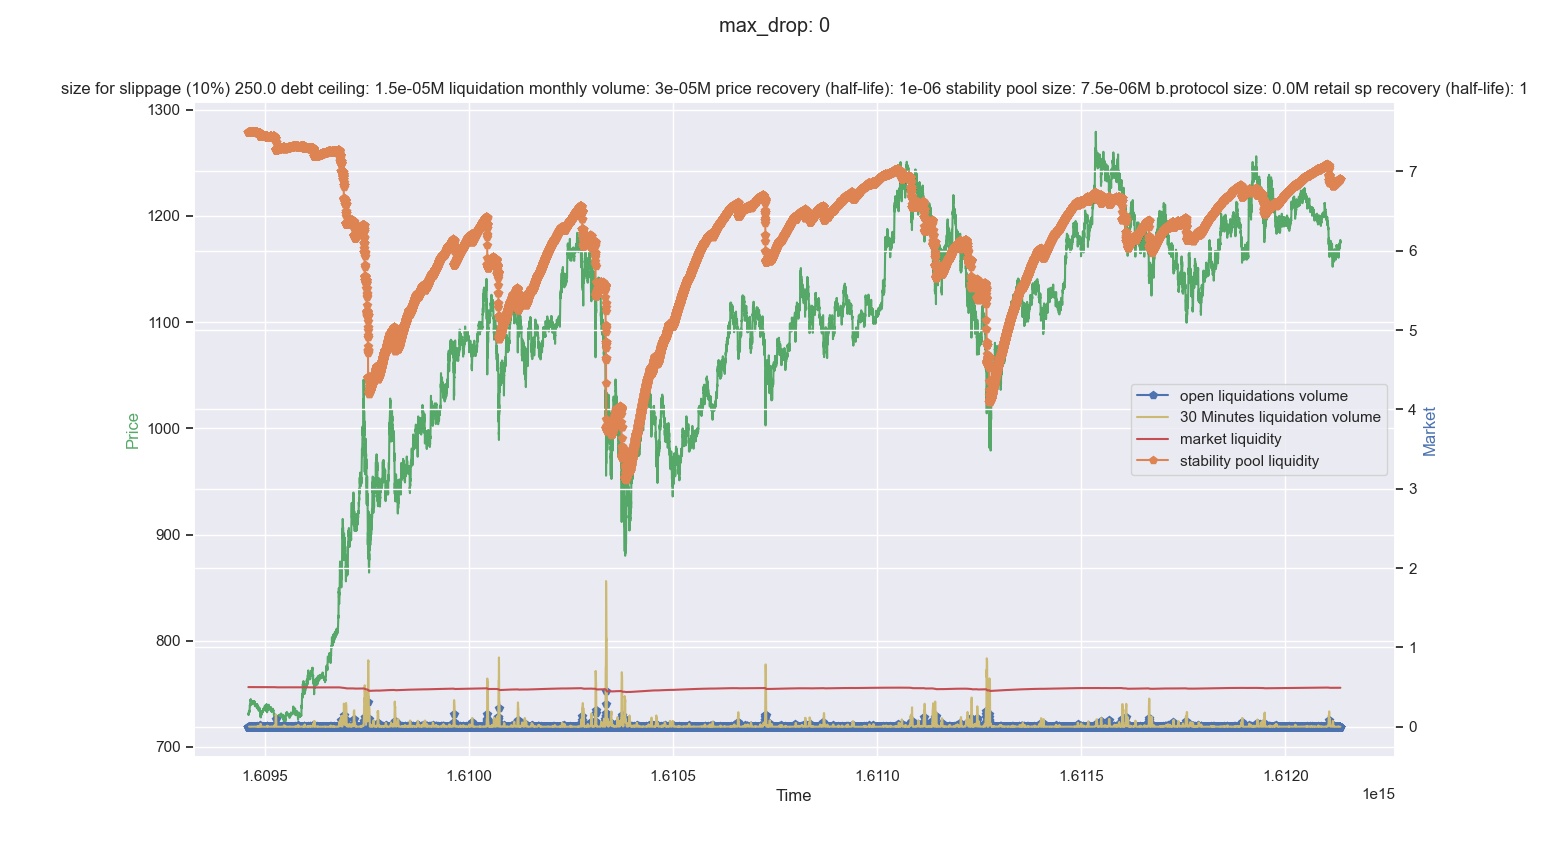 max_drop: 0
size for slippage (10%) 250.0 debt ceiling: 1.5e-05M liquidation monthly volume: 3e-05M price recovery (half-life): 1e-06 stability pool size: 7.5e-06M b.protocol size: 0.0M retail sp recovery (half-life): 1
1300
1200
1100
1000
900
800
700
Price
7
6
5
4
3
2
1
0
Market
open liquidations volume
30 Minutes liquidation volume
market liquidity
stability pool liquidity
1.6095
1.6100
1.6105
1.6110
1.6115
1.6120
1e15
Time